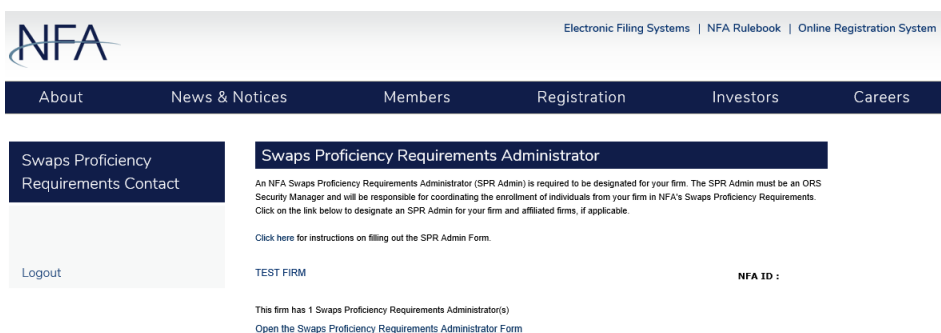 NFA
Electronic Filing Systems | NFA Rulebook | Online Registration System
About News & Notices Members Registration Investors Careers
Swaps Proficiency
Requirements Contact
Logout
Swaps Proficiency Requirements Administrator
An NFA Swaps Proficiency Requirements Administrator (SPR Admin) is required to be designated for your firm. The SPR Admin must be an ORS
Security Manager and will be responsible for coordinating the enrollment of individuals from your firm in NFA's Swaps Proficiency Requirements.
Click on the link below to designate an SPR Admin for your firm and affiliated firms, if applicable.
Click here for instructions on filling out the SPR Admin Form.
TEST FIRM NFA ID :
This firm has 1 Swaps Proficiency Requirements Administrator(s)
Open the Swaps Proficiency Requirements Administrator Form